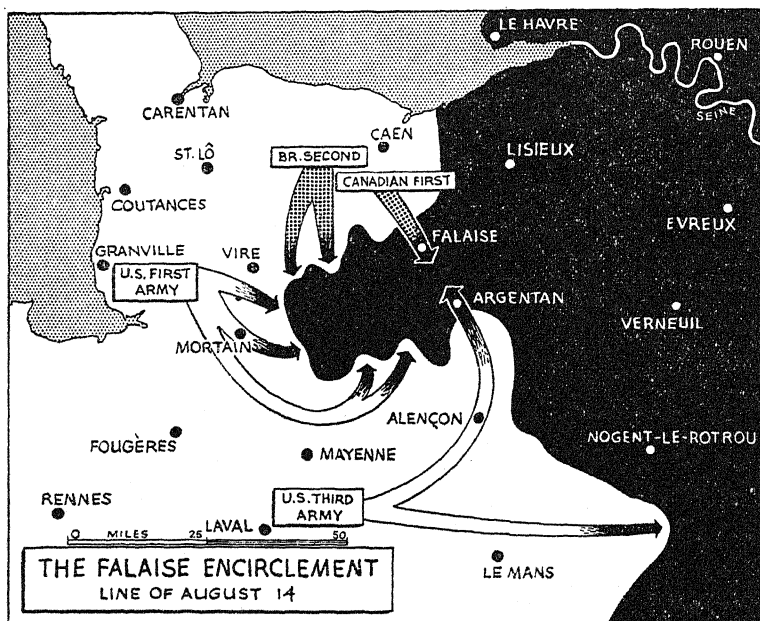 LE HAVRE
ROUEN
SEINE
CARENTAN
CAEN
ST. LÔ
BR. SECOND
LISIEUX
CANADIAN FIRST
COUTANCES
EVREUX
FALAISE
GRANVILLE
VIRE
U.S. FIRST
ARMY
ARGENTAN
VERNEUIL
MORTAIN
ALENÇON
FOUGÈRES
NOGENT-LE-ROTROU
MAYENNE
RENNES
U.S. THIRD
ARMY
LAVAL
0 MILES 25 50
LE MANS
THE FALAISE ENCIRCLEMENT
LINE OF AUGUST 14